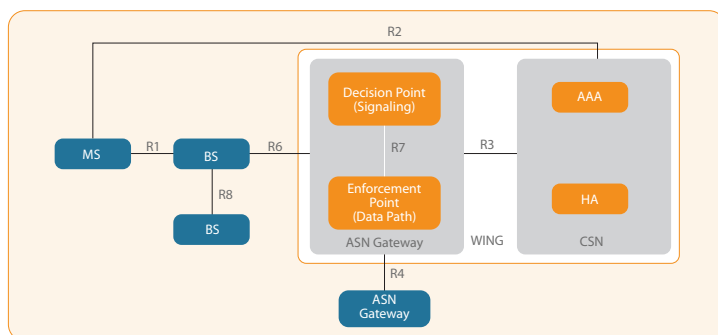 R2
Decision Point
(Signaling)
AAA
MS
R1
BS
R6
R7
R3
R8
Enforcement
Point
(Data Path)
HA
BS
ASN Gateway
WING
CSN
R4
ASN
Gateway